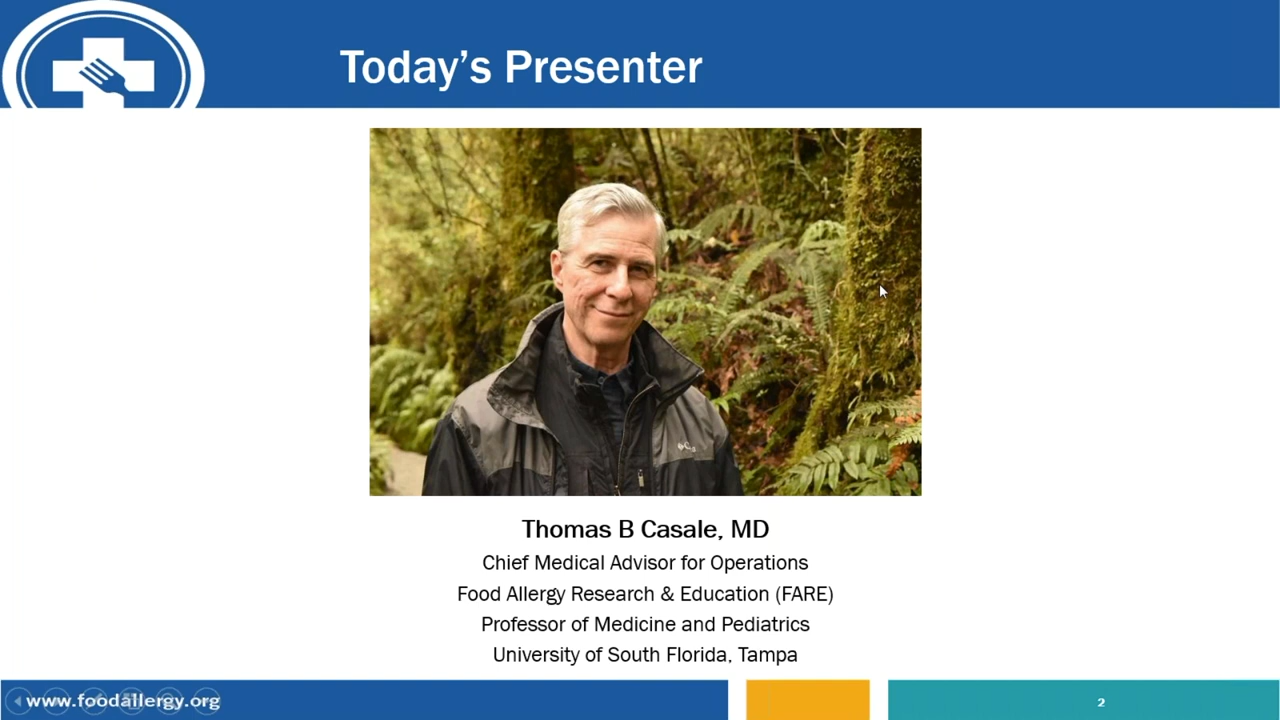 Today’s Presenter
Thomas B Casale, MD
Chief Medical Advisor for Operations
Food Allergy Research & Education (FARE)
Professor of Medicine and Pediatrics
University of South Florida, Tampa
www.foodallergy.org
2